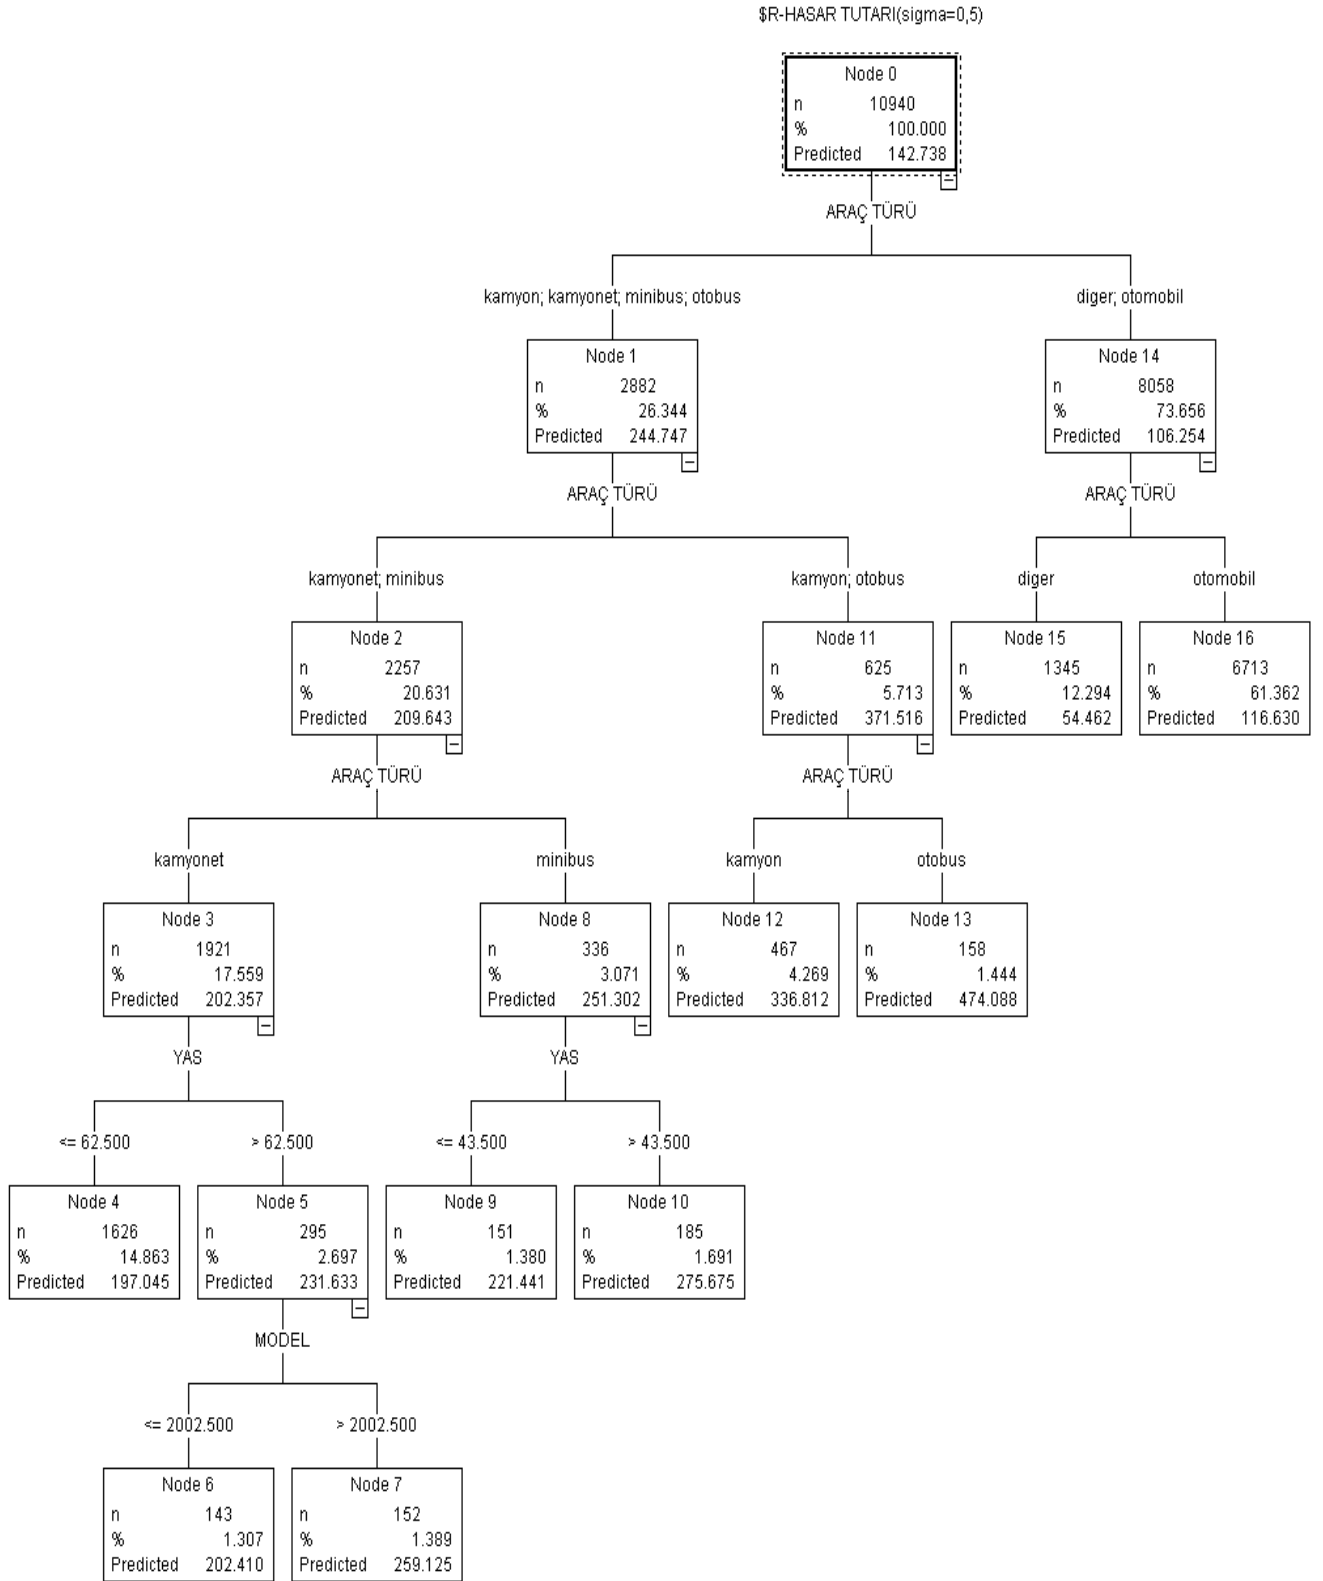 $R-HASAR TUTARI(sigma=0,5)
Node 0
n 10940
% 100.000
Predicted 142.738
ARAÇ TÜRÜ
kamyon; kamyonet; minibus; otobus
diger; otomobil
Node 1
n 2882
% 26.344
Predicted 244.747
Node 14
n 8058
% 73.656
Predicted 106.254
ARAÇ TÜRÜ
ARAÇ TÜRÜ
kamyonet; minibus
kamyon; otobus
diger
otomobil
Node 2
n 2257
% 20.631
Predicted 209.643
Node 11
n 625
% 5.713
Predicted 371.516
Node 15
n 1345
% 12.294
Predicted 54.462
Node 16
n 6713
% 61.362
Predicted 116.630
ARAÇ TÜRÜ
ARAÇ TÜRÜ
kamyonet
minibus
kamyon
otobus
Node 3
n 1921
% 17.559
Predicted 202.357
Node 8
n 336
% 3.071
Predicted 251.302
Node 12
n 467
% 4.269
Predicted 336.812
Node 13
n 158
% 1.444
Predicted 474.088
YAS
YAS
<= 62.500
> 62.500
<= 43.500
> 43.500
Node 4
n 1626
% 14.863
Predicted 197.045
Node 5
n 295
% 2.697
Predicted 231.633
Node 9
n 151
% 1.380
Predicted 221.441
Node 10
n 185
% 1.691
Predicted 275.675
MODEL
<= 2002.500
> 2002.500
Node 6
n 143
% 1.307
Predicted 202.410
Node 7
n 152
% 1.389
Predicted 259.125